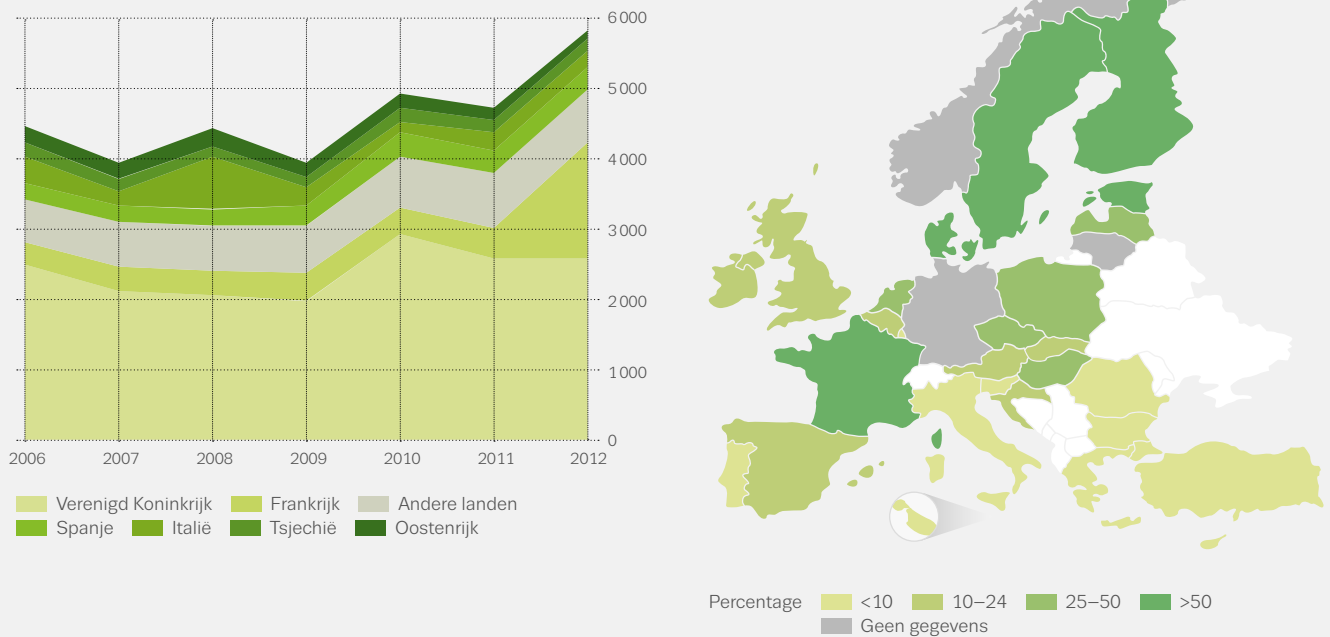 6 000
5 000
4 000
3 000
2 000
1 000
0
2006 2007 2008 2009 2010 2011 2012
Verenigd Koninkrijk Frankrijk Andere landen
Spanje Italië Tsjechië Oostenrijk
Percentage <10 10–24 25–50 >50
Geen gegevens